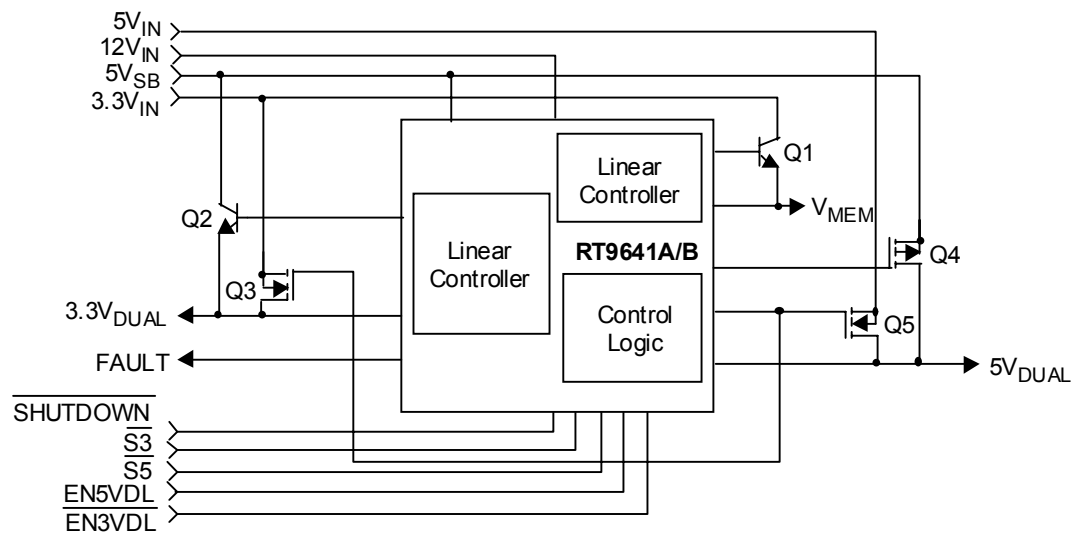 5V_IN
12V_IN
5V_SB
3.3V_IN
Linear
Controller
Q1
V_MEM
Q2
Linear
Controller
RT9641A/B
Q4
Q3
3.3V_DUAL
Control
Logic
Q5
FAULT
5V_DUAL
SHUTDOWN
S3
S5
EN5VDL
EN3VDL